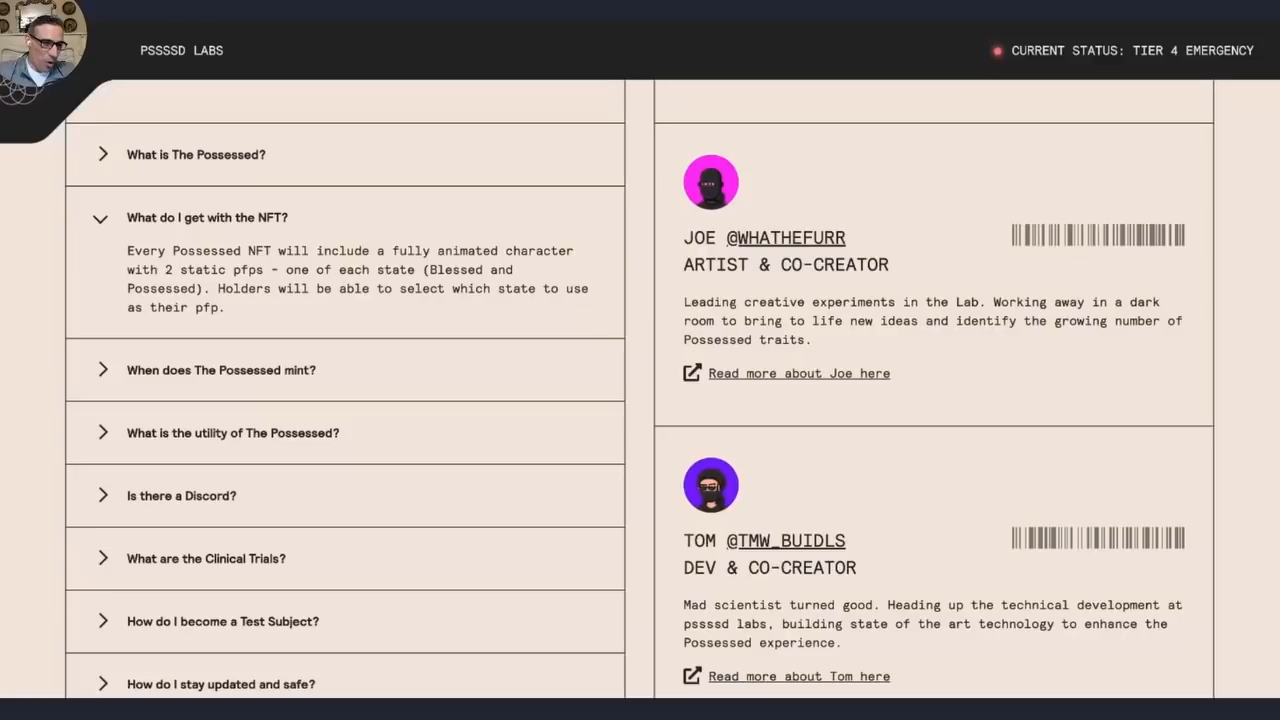 PSSSSD LABS
CURRENT STATUS: TIER 4 EMERGENCY
What is The Possessed?
What do I get with the NFT?
Every Possessed NFT will include a fully animated character
with 2 static pfps - one of each state (Blessed and
Possessed). Holders will be able to select which state to use
as their pfp.
When does The Possessed mint?
What is the utility of The Possessed?
Is there a Discord?
What are the Clinical Trials?
How do I become a Test Subject?
How do I stay updated and safe?
JOE @WHATHEFURR
ARTIST & CO-CREATOR
Leading creative experiments in the Lab. Working away in a dark
room to bring to life new ideas and identify the growing number of
Possessed traits.
Read more about Joe here
TOM @TMW_BUIDLS
DEV & CO-CREATOR
Mad scientist turned good. Heading up the technical development at
pssssd labs, building state of the art technology to enhance the
Possessed experience.
Read more about Tom here